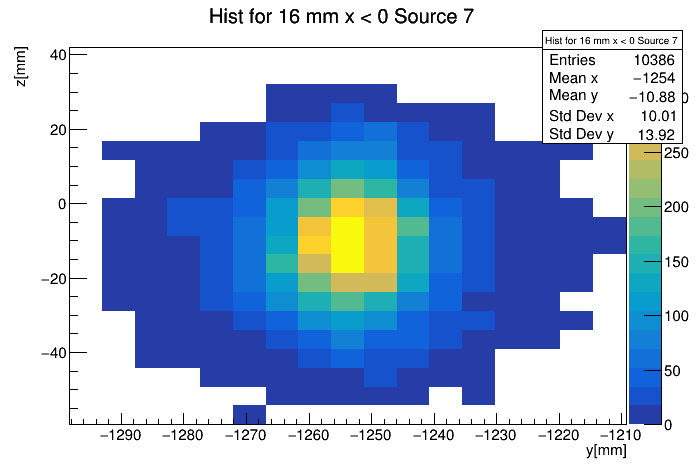 Hist for 16 mm x < 0 Source 7
Hist for 16 mm x < 0 Source 7
Entries 10386
Mean x −1254
Mean y −10.88
Std Dev x 10.01
Std Dev y 13.92
z[mm]
40
20
0
−20
−40
−1290 −1280 −1270 −1260 −1250 −1240 −1230 −1220 −1210
y[mm]
250
200
150
100
50
0